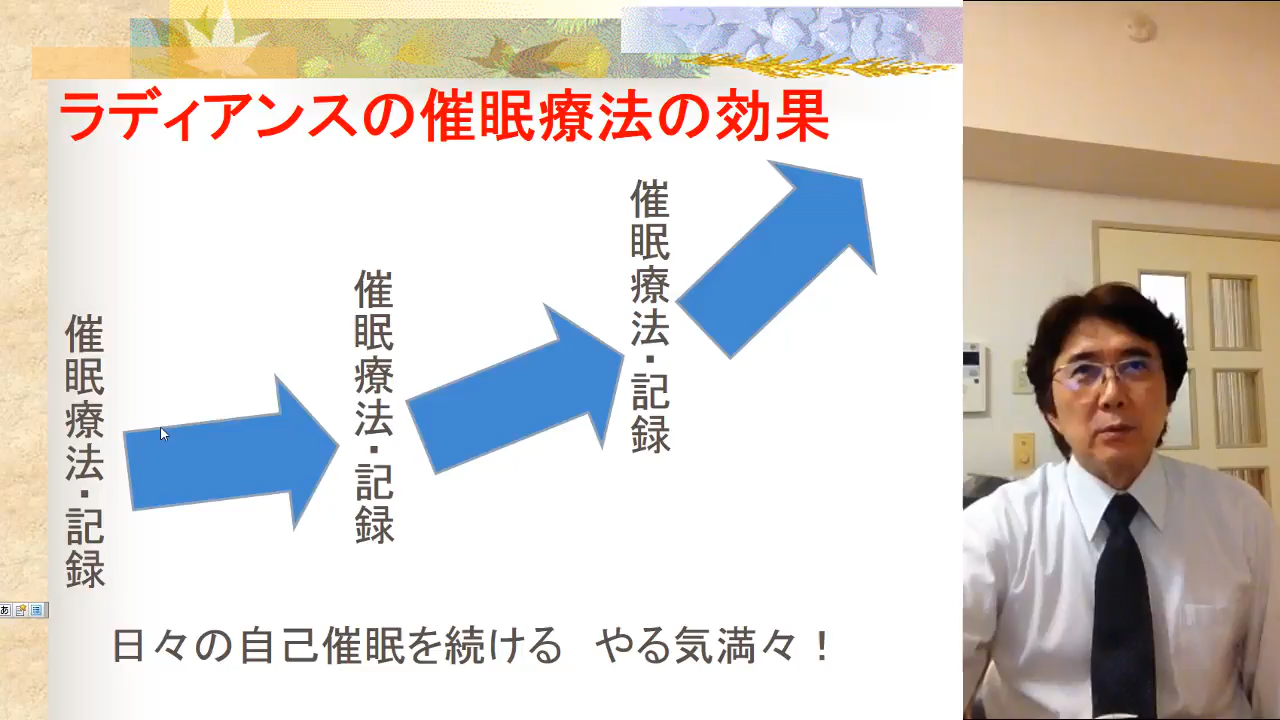 ラディアンスの催眠療法の効果
催眠療法・記録
催眠療法・記録
催眠療法・記録
日々の自己催眠を続ける　やる気満々！
あ